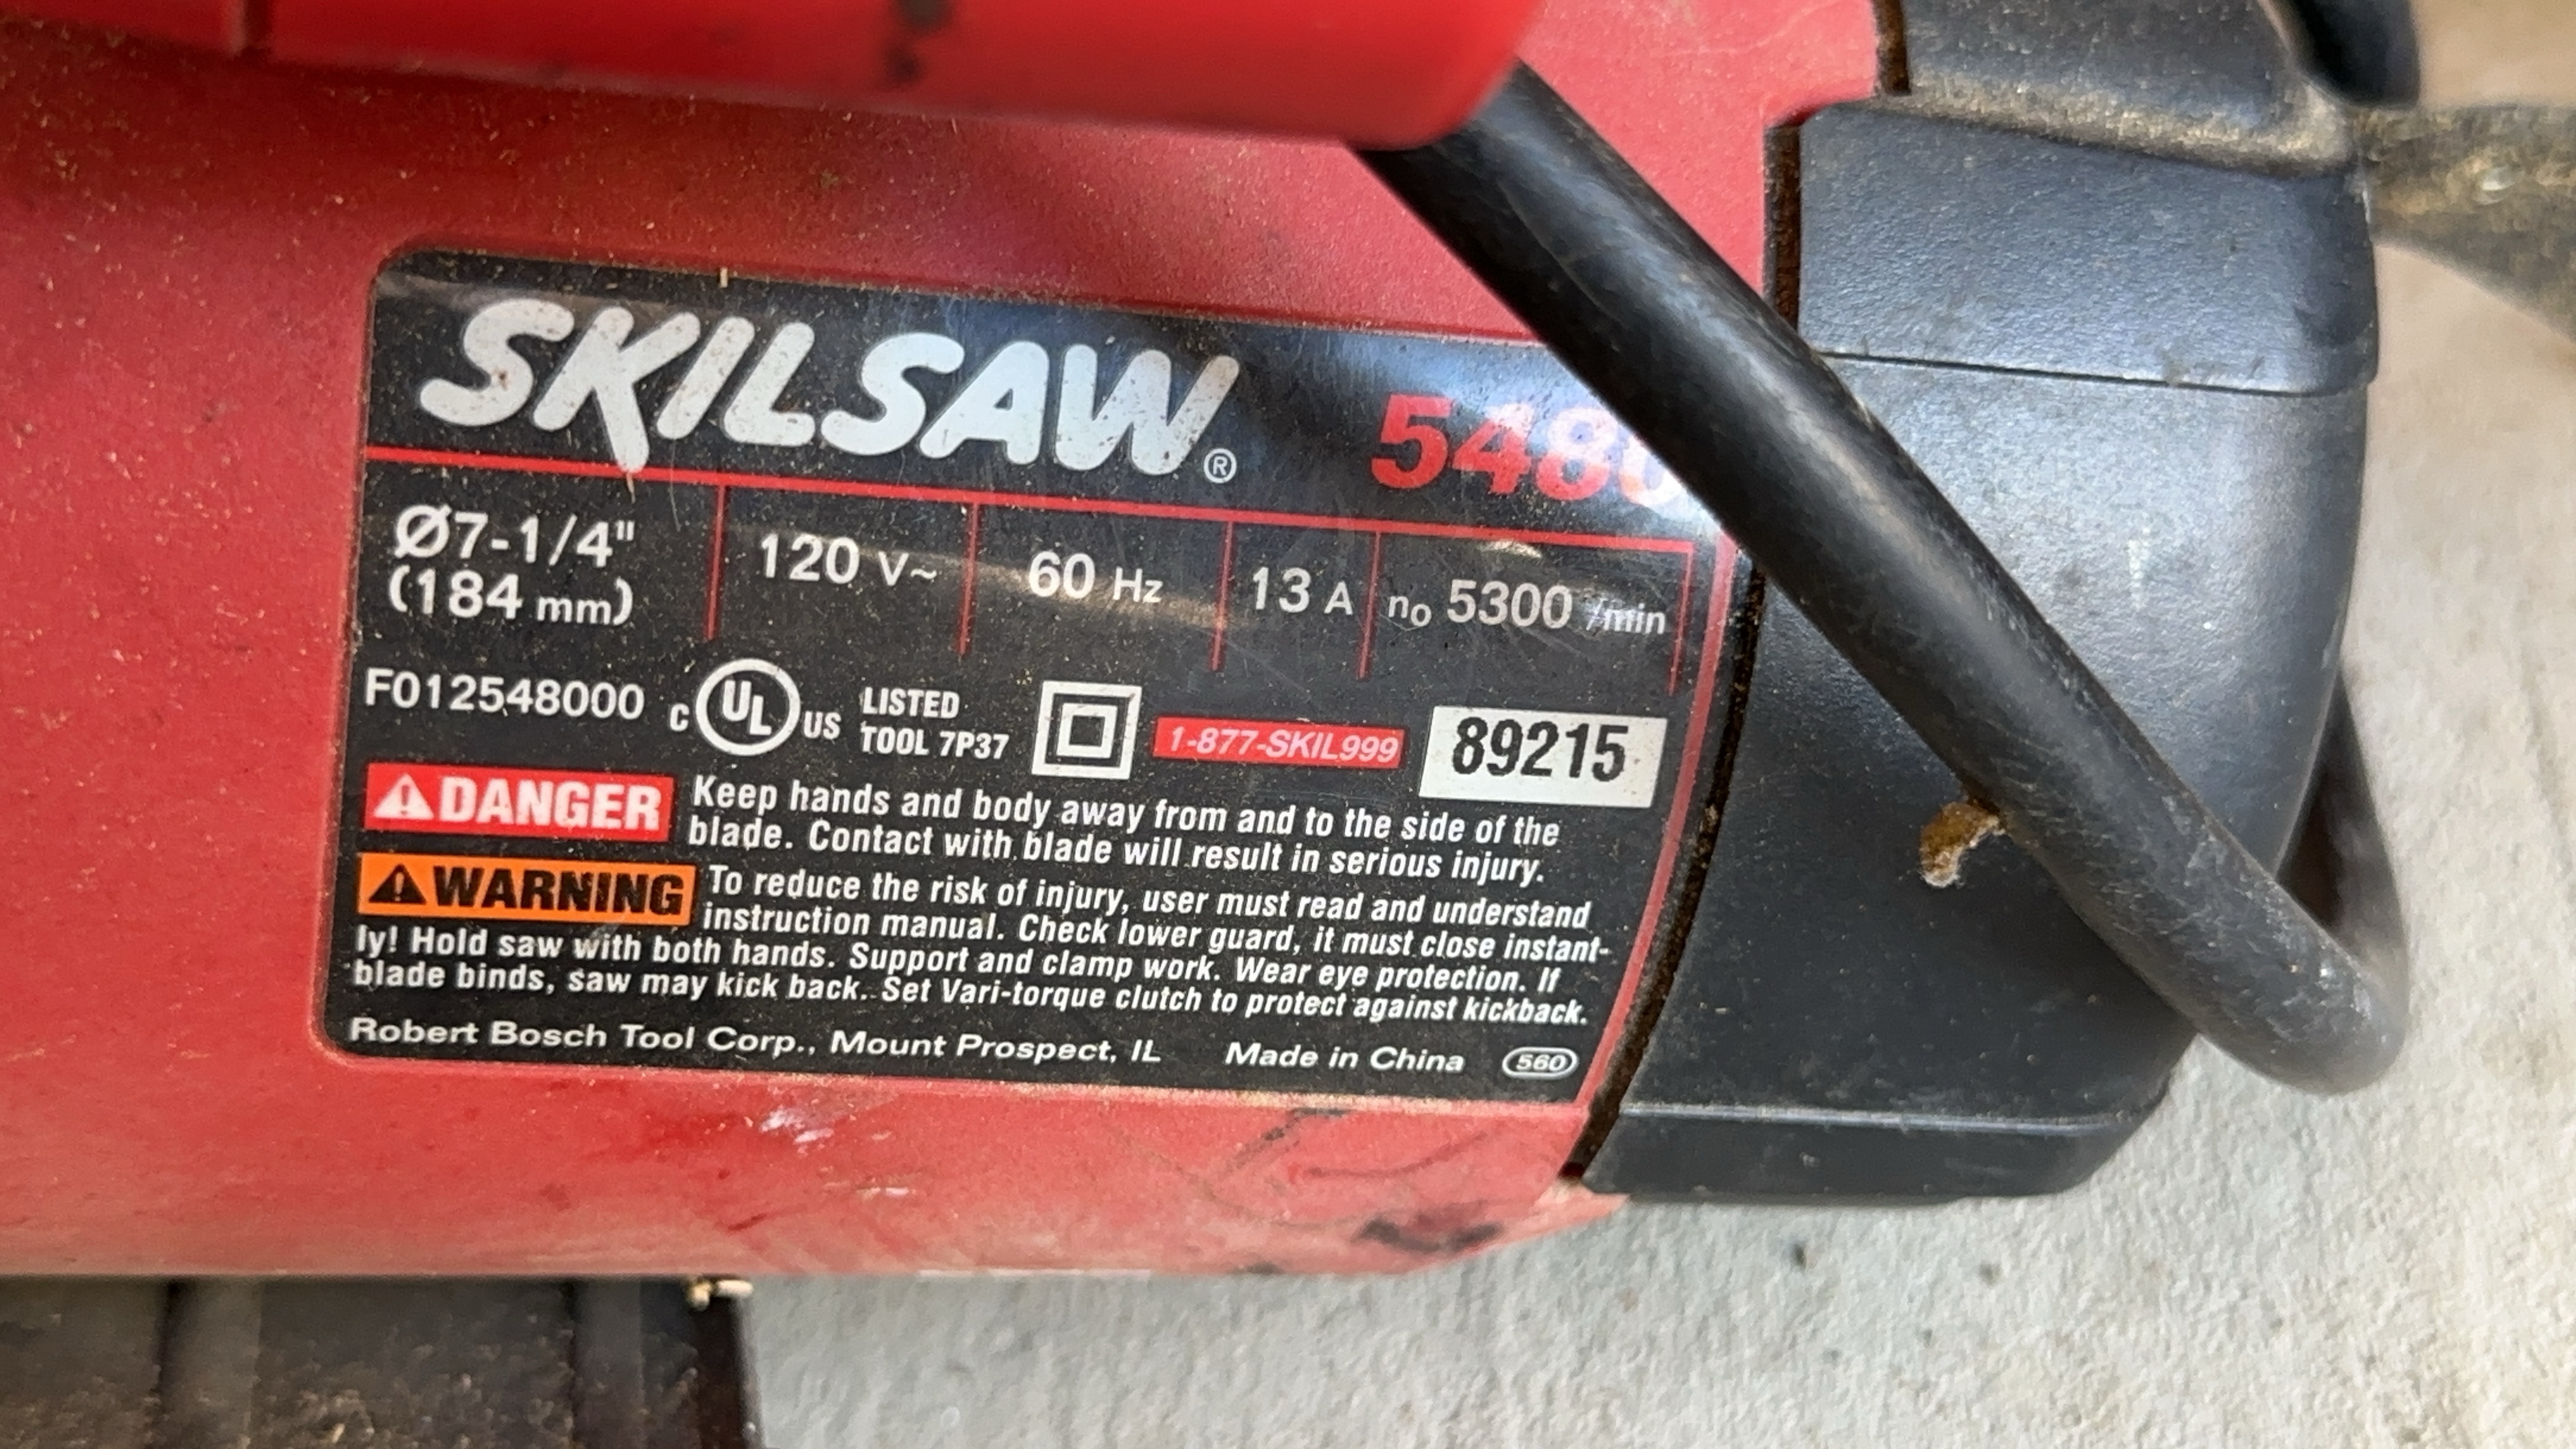 SKILSAW®
5480
Ø7-1/4" 120 V~ 60 Hz 13 A no 5300 /min
(184 mm)
F012548000 C UL US LISTED TOOL 7P37 1-877-SKIL999 89215
DANGER Keep hands and body away from and to the side of the
blade. Contact with blade will result in serious injury.
WARNING To reduce the risk of injury, user must read and understand
instruction manual. Check lower guard, it must close instant-
ly! Hold saw with both hands. Support and clamp work. Wear eye protection. If
blade binds, saw may kick back. Set Vari-torque clutch to protect against kickback.
Robert Bosch Tool Corp., Mount Prospect, IL Made in China 560